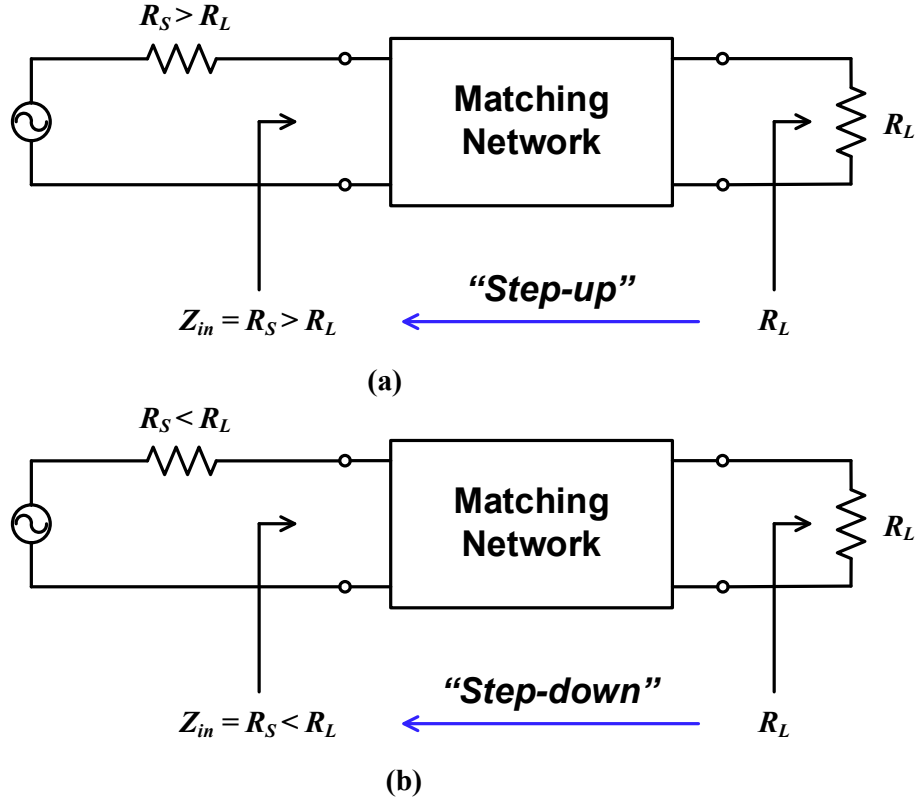 R_S > R_L
Matching
Network
R_L
“Step-up”
Z_in = R_S > R_L
R_L
(a)
R_S < R_L
Matching
Network
R_L
“Step-down”
Z_in = R_S < R_L
R_L
(b)